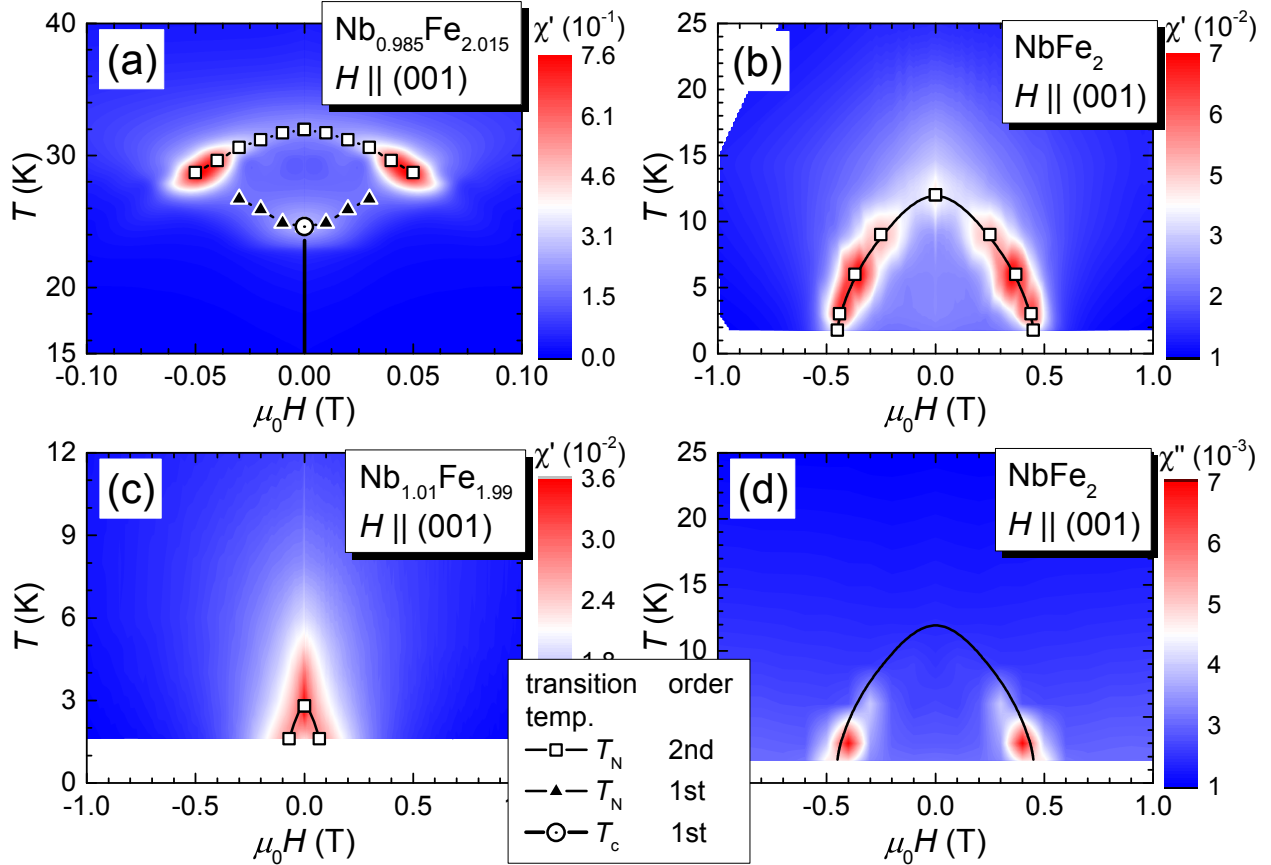 (a)
Nb0.985Fe2.015
H || (001)
χ' (10-1)
7.6
6.1
4.6
3.1
1.5
0.0
40
30
20
15
T (K)
-0.10 -0.05 0.00 0.05 0.10
μ0H (T)
(b)
NbFe2
H || (001)
χ' (10-2)
7
6
5
4
3
2
1
25
20
15
10
5
0
T (K)
-1.0 -0.5 0.0 0.5 1.0
μ0H (T)
(c)
Nb1.01Fe1.99
H || (001)
χ' (10-2)
3.6
3.0
2.4
1.8
12
9
6
3
0
T (K)
-1.0 -0.5 0.0 0.5
μ0H (T)
(d)
NbFe2
H || (001)
χ'' (10-3)
7
6
5
4
3
2
1
25
20
15
10
T (K)
-0.5 0.0 0.5 1.0
μ0H (T)
transition order
temp.
TN 2nd
TN 1st
Tc 1st